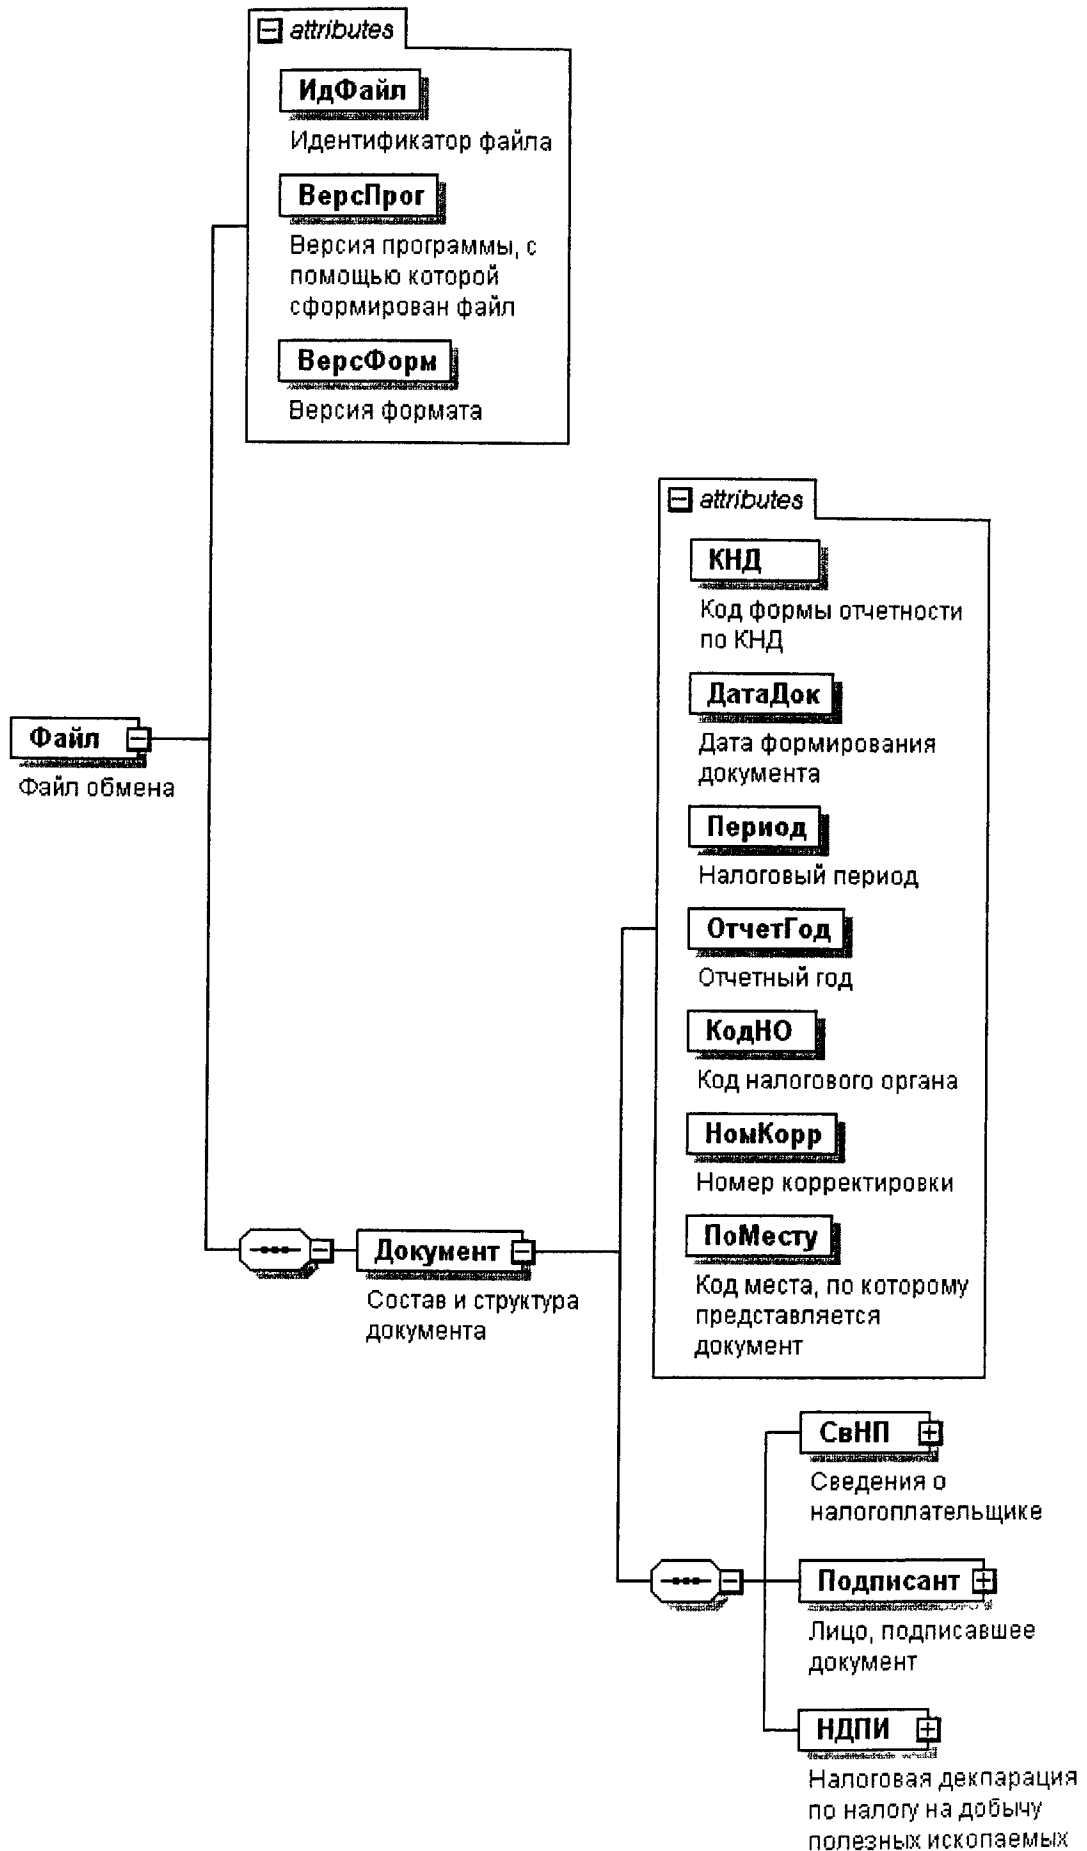 attributes
ИдФайл
Идентификатор файла
ВерсПрог
Версия программы, с
помощью которой
сформирован файл
ВерсФорм
Версия формата
attributes
КНД
Код формы отчетности
по КНД
ДатаДок
Дата формирования
документа
Период
Налоговый период
ОтчетГод
Отчетный год
КодНО
Код налогового органа
НомКорр
Номер корректировки
ПоМесту
Код места, по которому
представляется
документ
Файл
Файл обмена
Документ
Состав и структура
документа
СвНП
Сведения о
налогоплательщике
Подписант
Лицо, подписавшее
документ
НДПИ
Налоговая декларация
по налогу на добычу
полезных ископаемых